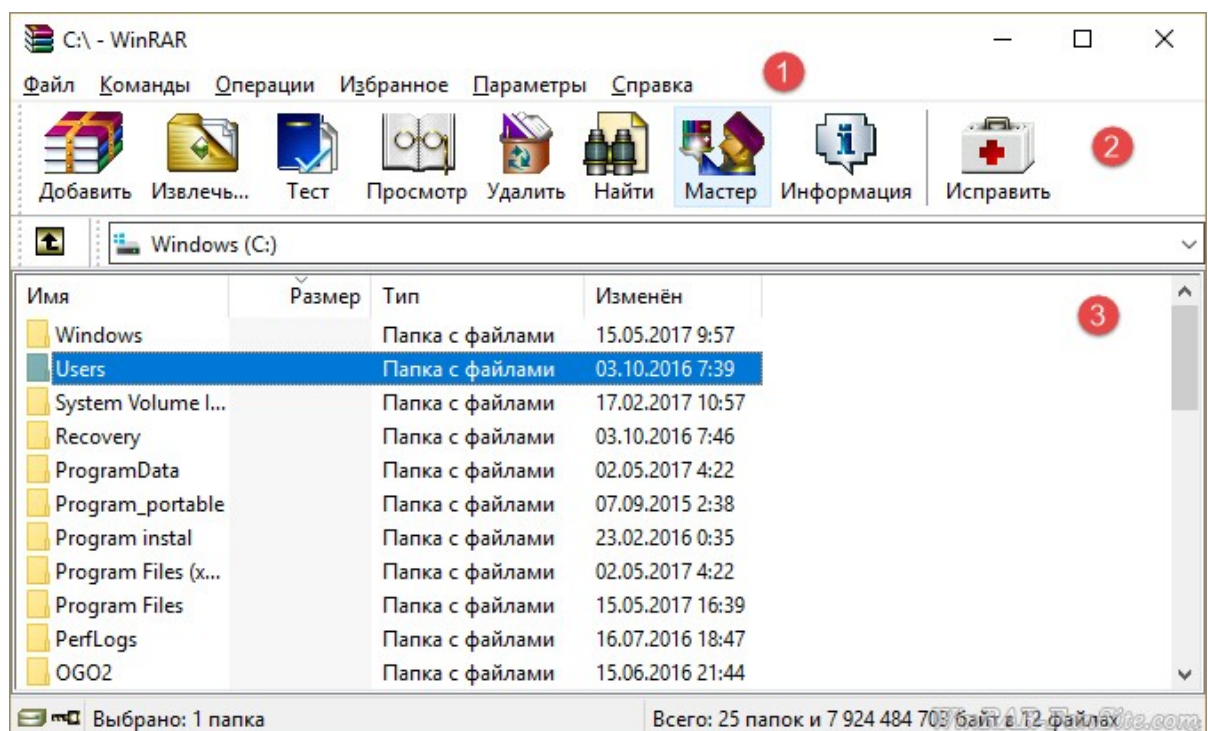 C:\ - WinRAR
Файл Команды Операции Избранное Параметры Справка 1
Добавить Извлечь... Тест Просмотр Удалить Найти Мастер Информация Исправить 2
Windows (C:)
Имя Размер Тип Изменён 3
Windows Папка с файлами 15.05.2017 9:57
Users Папка с файлами 03.10.2016 7:39
System Volume I... Папка с файлами 17.02.2017 10:57
Recovery Папка с файлами 03.10.2016 7:46
ProgramData Папка с файлами 02.05.2017 4:22
Program_portable Папка с файлами 07.09.2015 2:38
Program instal Папка с файлами 23.02.2016 0:35
Program Files (x... Папка с файлами 02.05.2017 4:22
Program Files Папка с файлами 15.05.2017 16:39
PerfLogs Папка с файлами 16.07.2016 18:47
OGO2 Папка с файлами 15.06.2016 21:44
Выбрано: 1 папка Всего: 25 папок и 7 924 484 703 байт в 12 файлах
WinRAR-FanSite.com